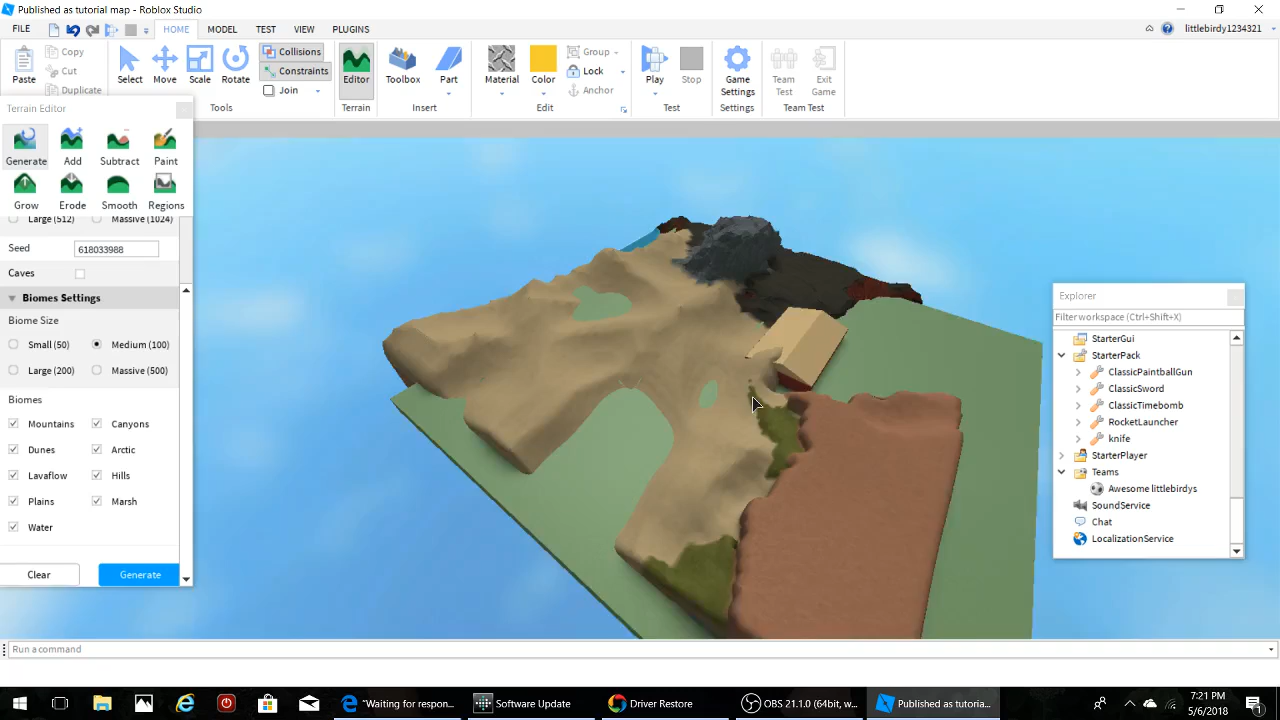 Published as tutorial map - Roblox Studio
FILE HOME MODEL TEST VIEW PLUGINS littlebirdy1234321
Paste Copy Cut Duplicate
Select Move Scale Rotate
Collisions Constraints Join
Tools
Editor
Terrain
Toolbox Part
Insert
Material Color
Group Lock Anchor
Edit
Play Stop
Test
Game Settings
Settings
Team Test Exit Game
Team Test
Terrain Editor
Generate Add Subtract Paint
Grow Erode Smooth Regions
Large (512) Massive (1024)
Seed 618033988
Caves
Biomes Settings
Biome Size
Small (50) Medium (100)
Large (200) Massive (500)
Biomes
Mountains Canyons
Dunes Arctic
Lavaflow Hills
Plains Marsh
Water
Clear Generate
Explorer
Filter workspace (Ctrl+Shift+X)
StarterGui
StarterPack
ClassicPaintballGun
ClassicSword
ClassicTimebomb
RocketLauncher
knife
StarterPlayer
Teams
Awesome littlebirdys
SoundService
Chat
LocalizationService
Run a command
"Waiting for respon... Software Update Driver Restore OBS 21.1.0 (64bit, w... Published as tutoria...
7:21 PM
5/6/2018